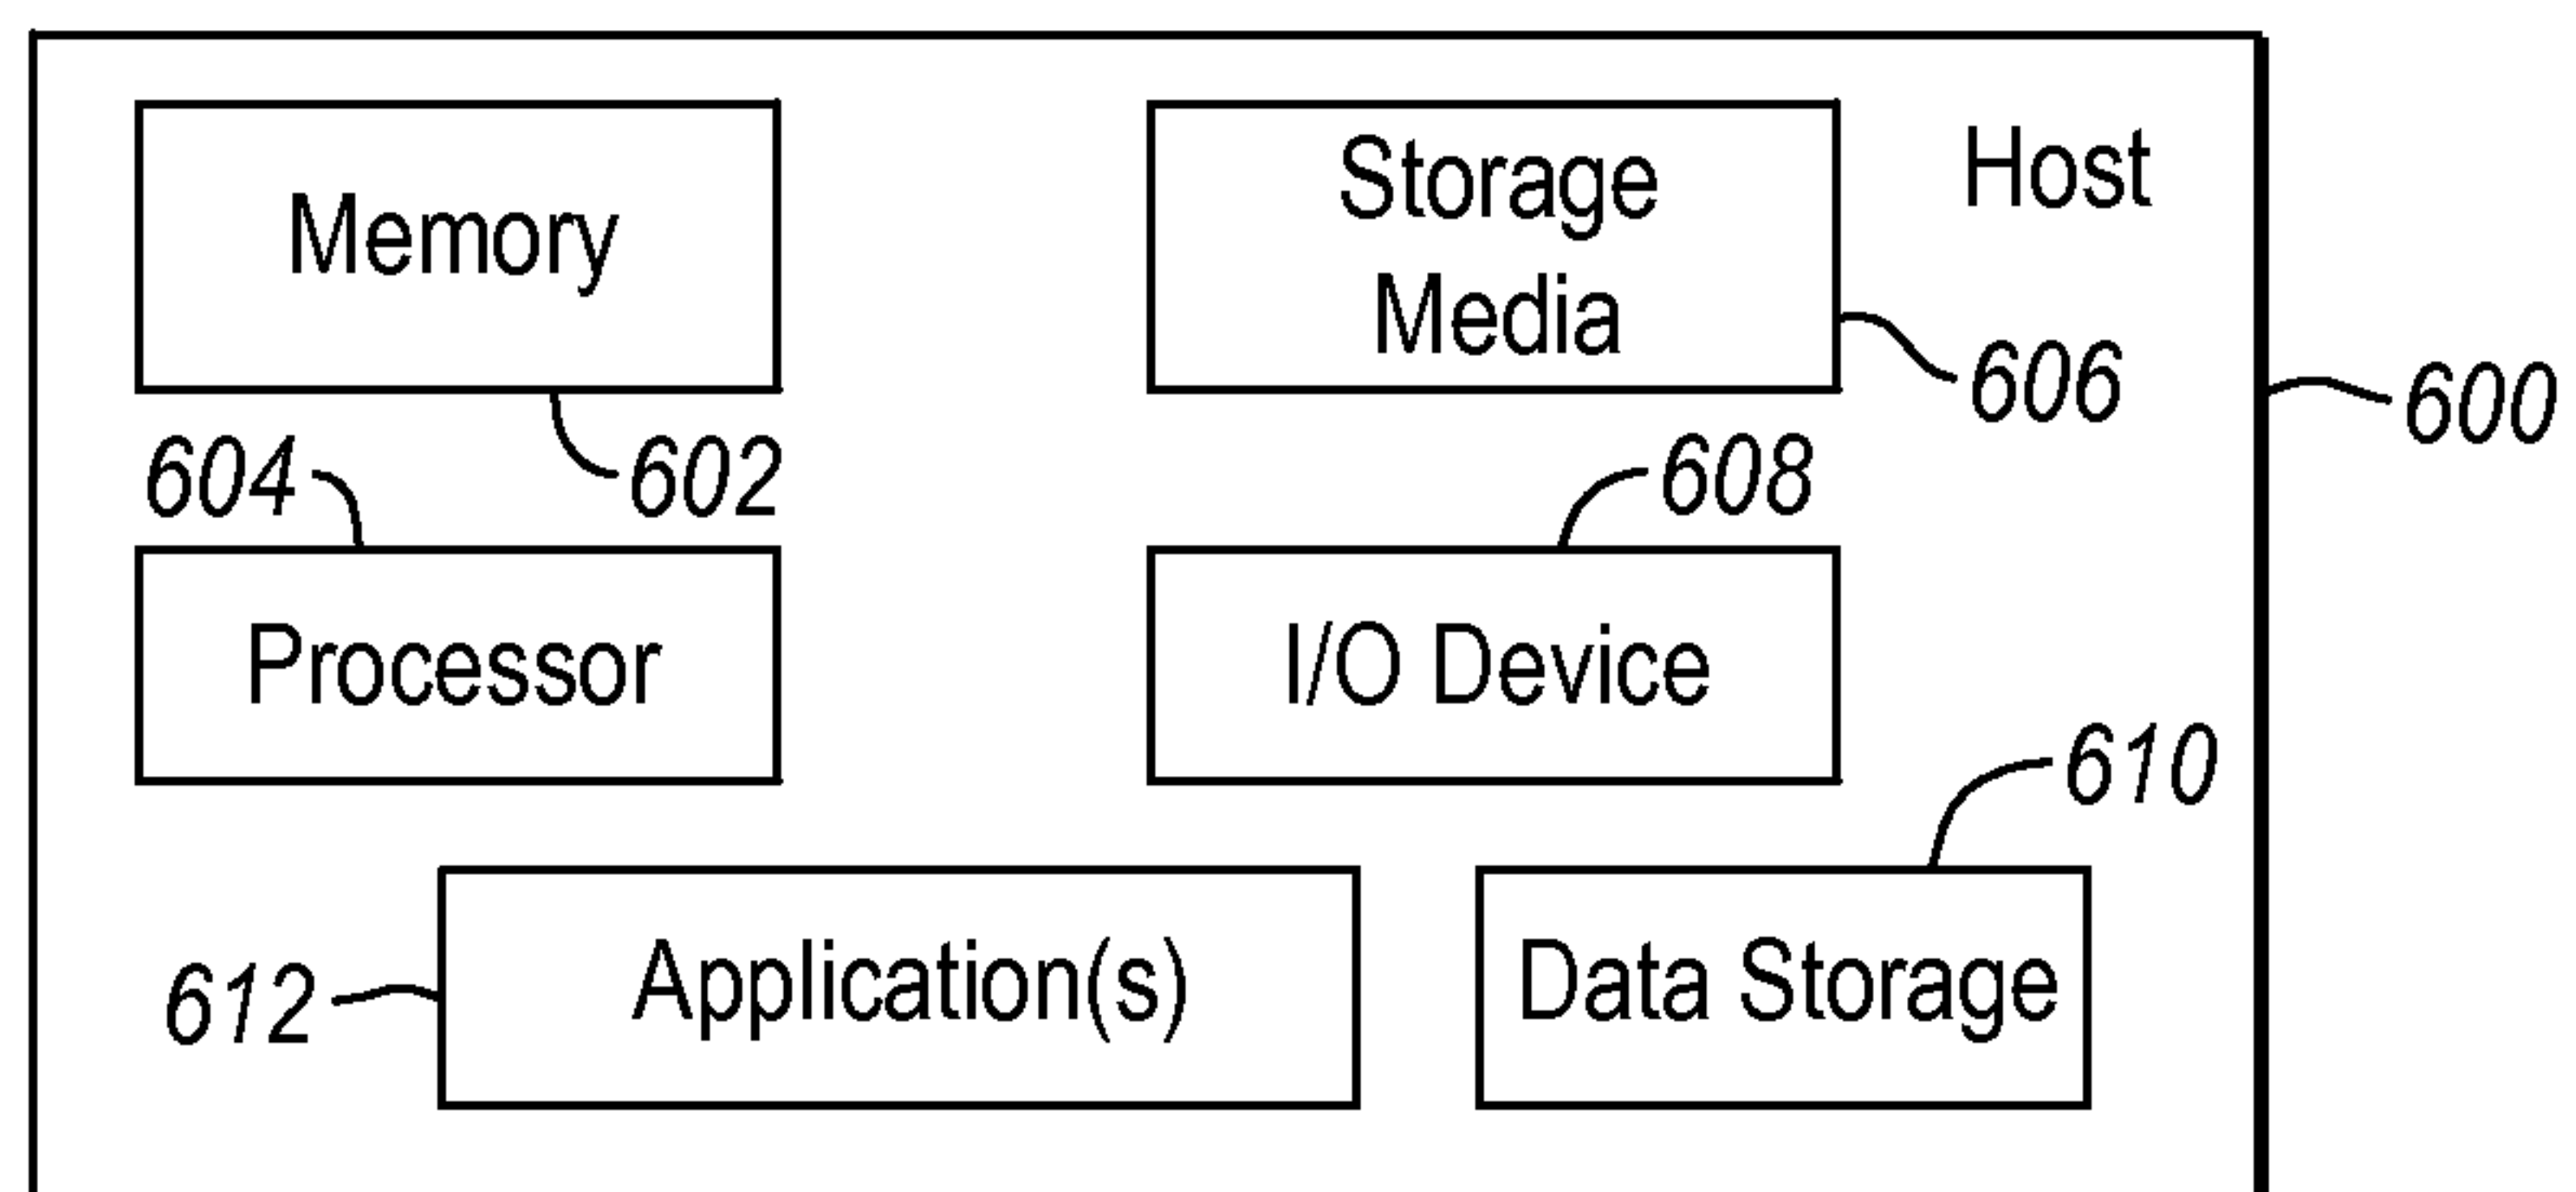 Memory
Storage
Media
Host
606
600
604
602
608
Processor
I/O Device
610
612
Application(s)
Data Storage